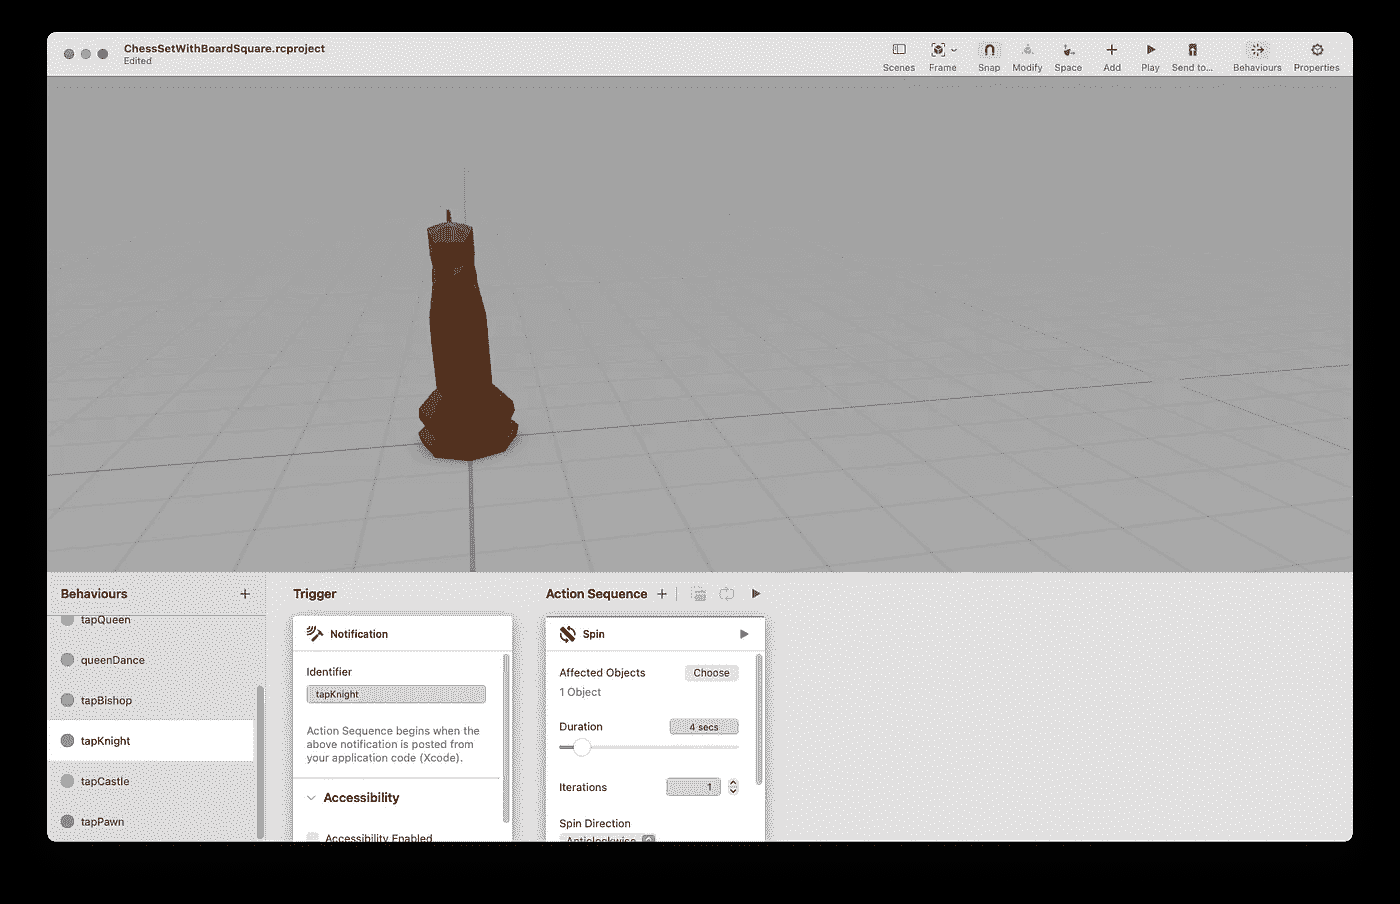 ChessSetWithBoardSquare.rcproject
Edited
Scenes
Frame
Snap
Modify
Space
Add
Play
Send to...
Behaviours
Properties
Behaviours
tapQueen
queenDance
tapBishop
tapKnight
tapCastle
tapPawn
Trigger
Notification
Identifier
tapKnight
Action Sequence begins when the
above notification is posted from
your application code (Xcode).
Accessibility
Accessibility Enabled
Action Sequence
Spin
Affected Objects
Choose
1 Object
Duration
4 secs
Iterations
1
Spin Direction
Anticlockwise